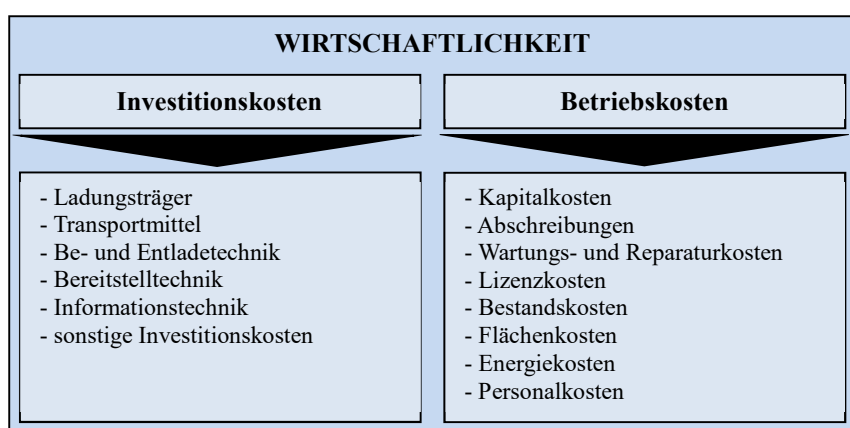 WIRTSCHAFTLICHKEIT
Investitionskosten
- Ladungsträger
- Transportmittel
- Be- und Entladetechnik
- Bereitstelltechnik
- Informationstechnik
- sonstige Investitionskosten
Betriebskosten
- Kapitalkosten
- Abschreibungen
- Wartungs- und Reparaturkosten
- Lizenzkosten
- Bestandskosten
- Flächenkosten
- Energiekosten
- Personalkosten